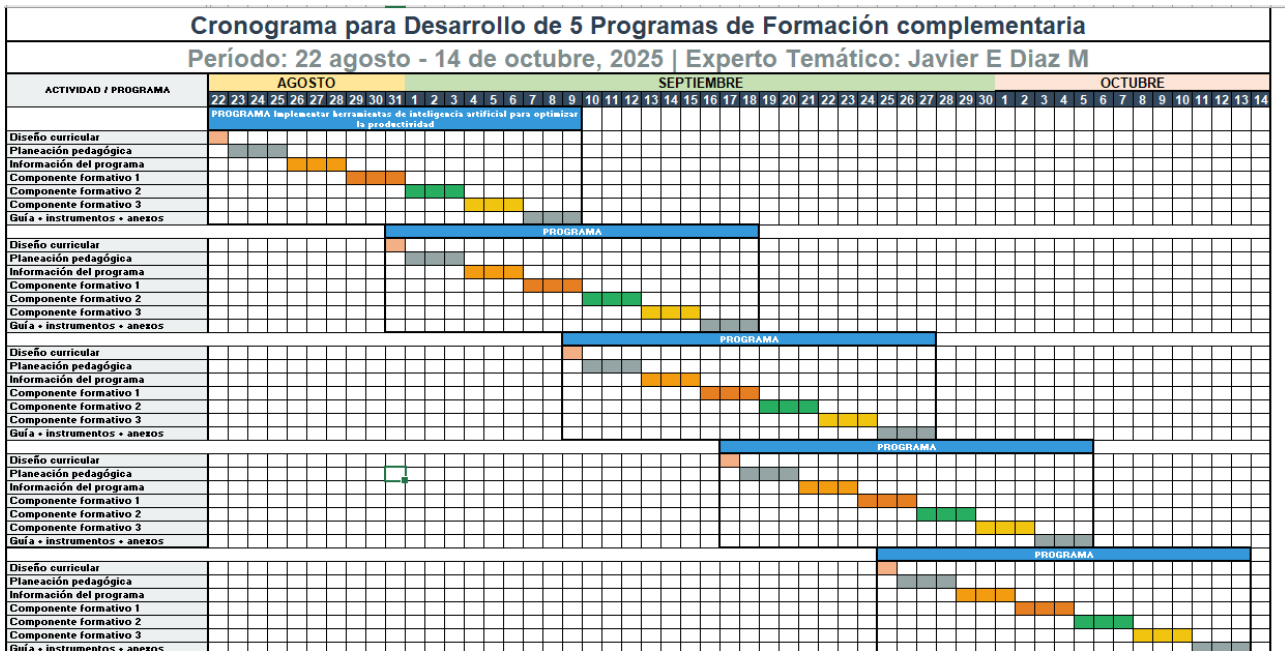 Cronograma para Desarrollo de 5 Programas de Formación complementaria
Período: 22 agosto - 14 de octubre, 2025 | Experto Temático: Javier E Diaz M
ACTIVIDAD / PROGRAMA
AGOSTO SEPTIEMBRE OCTUBRE
22 23 24 25 26 27 28 29 30 31 1 2 3 4 5 6 7 8 9 10 11 12 13 14 15 16 17 18 19 20 21 22 23 24 25 26 27 28 29 30 1 2 3 4 5 6 7 8 9 10 11 12 13 14
PROGRAMA Implementar herramientas de inteligencia artificial para optimizar
la productividad
Diseño curricular
Planeación pedagógica
Información del programa
Componente formativo 1
Componente formativo 2
Componente formativo 3
Guía + instrumentos + anexos
PROGRAMA
Diseño curricular
Planeación pedagógica
Información del programa
Componente formativo 1
Componente formativo 2
Componente formativo 3
Guía + instrumentos + anexos
PROGRAMA
Diseño curricular
Planeación pedagógica
Información del programa
Componente formativo 1
Componente formativo 2
Componente formativo 3
Guía + instrumentos + anexos
PROGRAMA
Diseño curricular
Planeación pedagógica
Información del programa
Componente formativo 1
Componente formativo 2
Componente formativo 3
Guía + instrumentos + anexos
PROGRAMA
Diseño curricular
Planeación pedagógica
Información del programa
Componente formativo 1
Componente formativo 2
Componente formativo 3
Guía + instrumentos + anexos